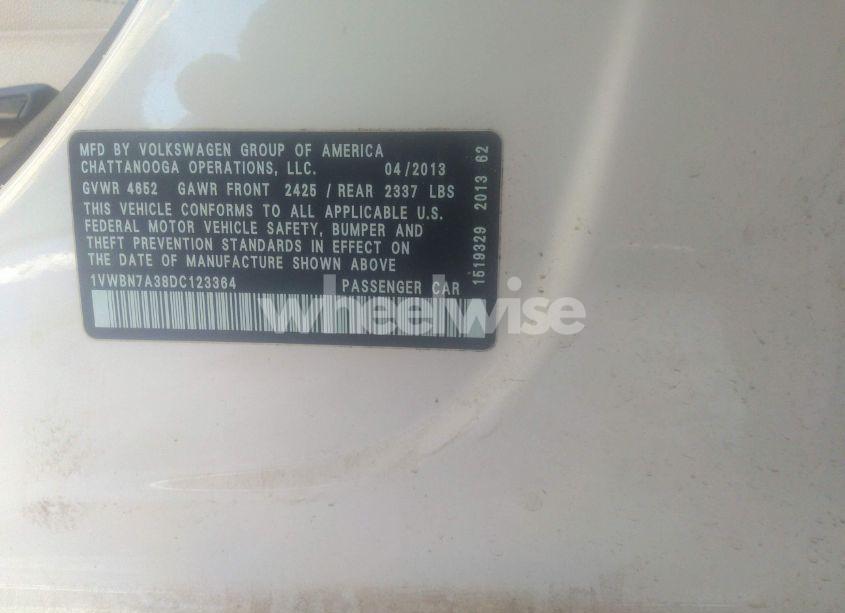 MFD BY VOLKSWAGEN GROUP OF AMERICA
CHATTANOOGA OPERATIONS, LLC. 04/2013
GVWR 4652 GAWR FRONT 2425 / REAR 2337 LBS
THIS VEHICLE CONFORMS TO ALL APPLICABLE U.S.
FEDERAL MOTOR VEHICLE SAFETY, BUMPER AND
THEFT PREVENTION STANDARDS IN EFFECT ON
THE DATE OF MANUFACTURE SHOWN ABOVE
1VWBN7A38DC123364 PASSENGER CAR
1519329 2013 62
wheelwise